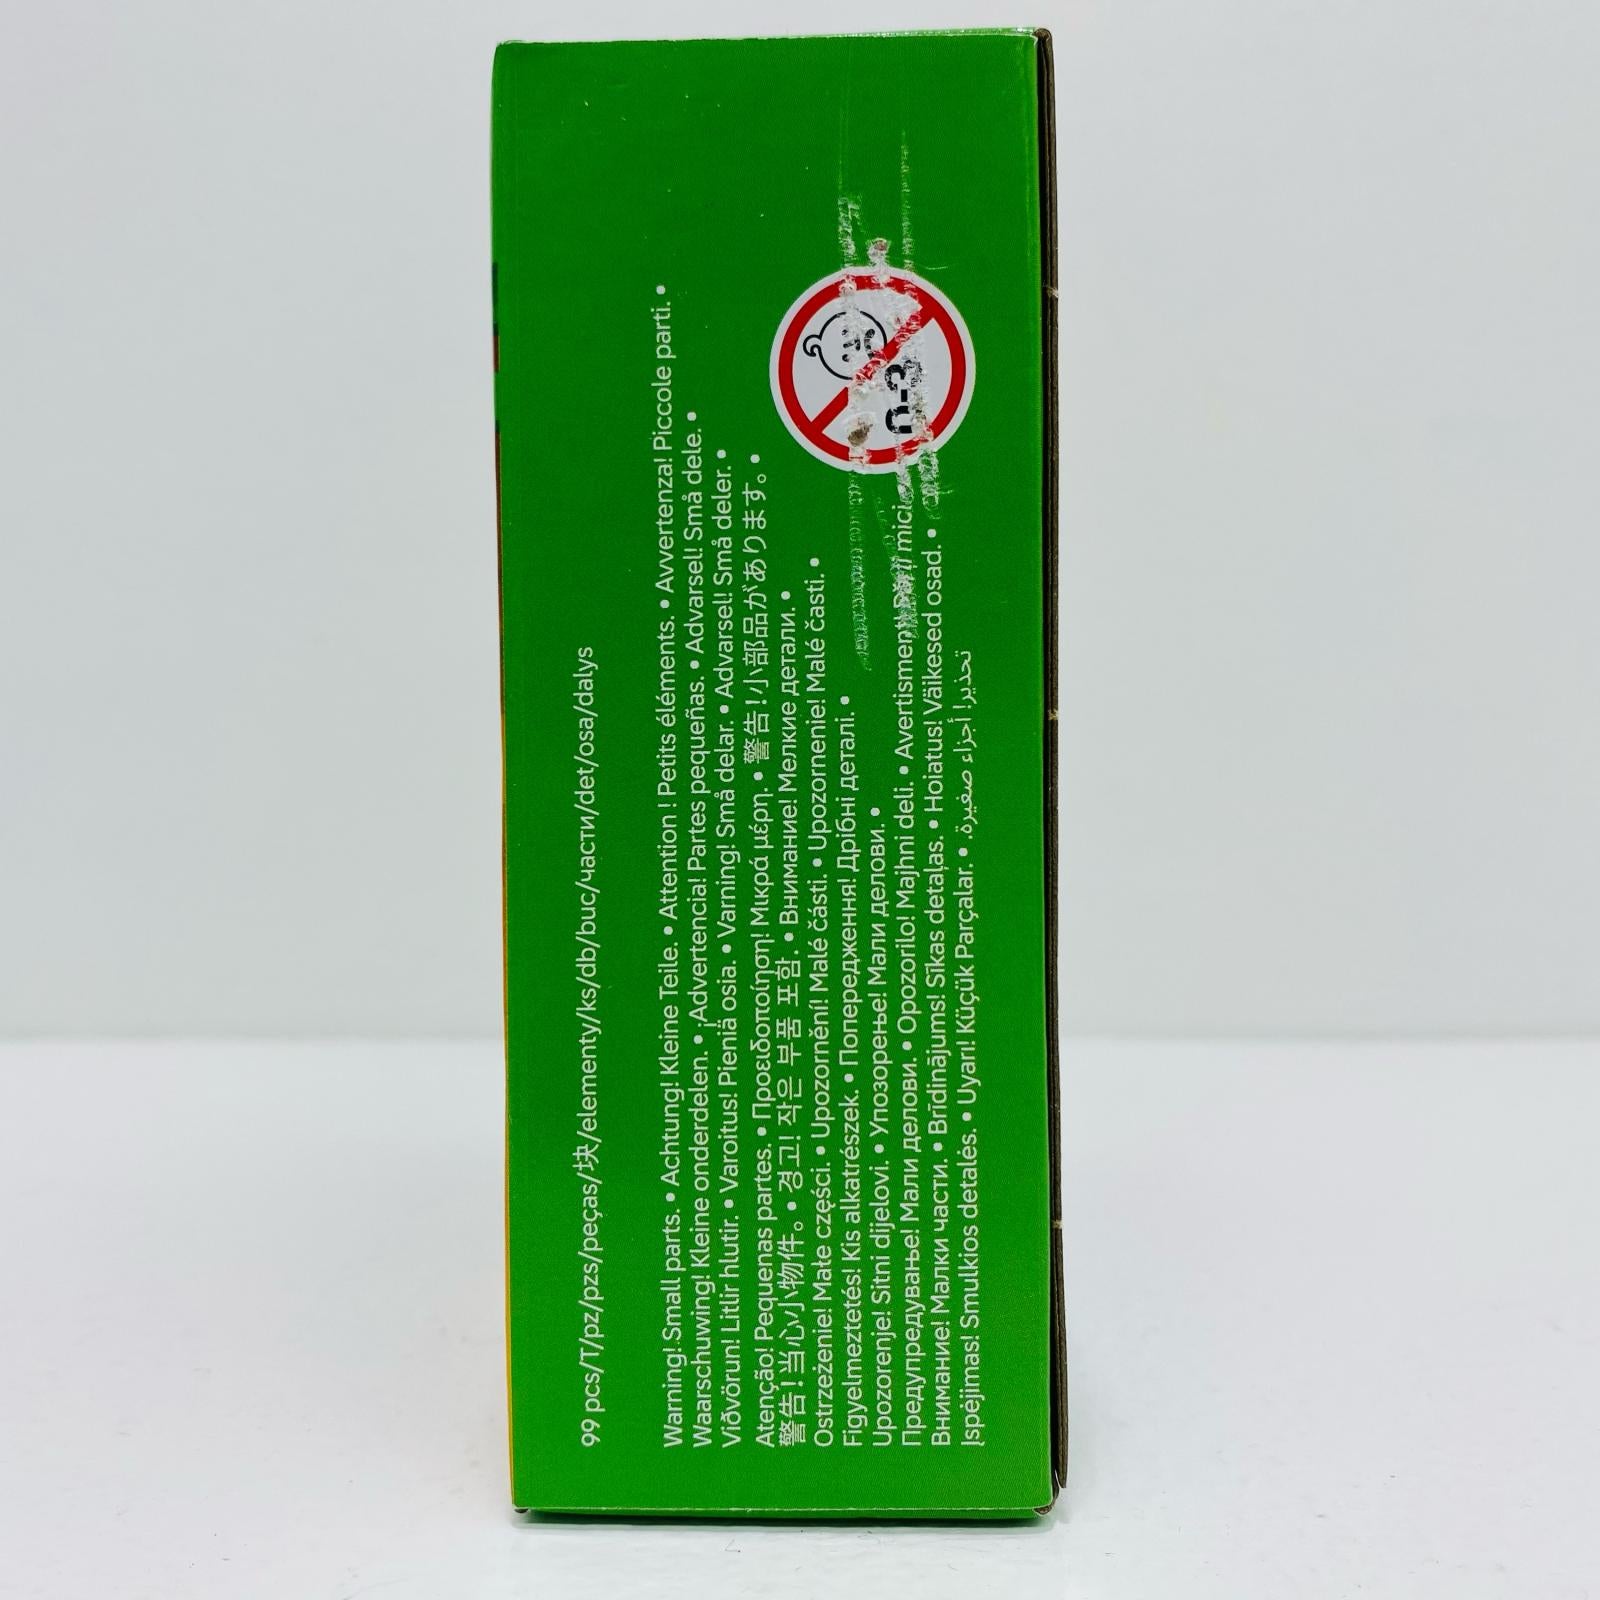 99 pcs/T/pz/pzs/peças/块/elementy/ks/db/buc/части/det/osa/dalys
Warning! Small parts. • Achtung! Kleine Teile. • Attention ! Petits éléments. • Avvertenza! Piccole parti. •
Waarschuwing! Kleine onderdelen. • ¡Advertencia! Partes pequeñas. • Advarsel! Små dele. •
Viðvörun! Litlir hlutir. • Varoitus! Pieniä osia. • Varning! Små delar. • Advarsel! Små deler. •
Atenção! Pequenas partes. • Προειδοποίηση! Μικρά μέρη. • 警告!小部品があります。 •
警告!当心小物件。 • 경고! 작은 부품 포함. • Внимание! Мелкие детали. •
Ostrzeżenie! Małe części. • Upozornění! Malé části. • Upozornenie! Malé časti. •
Figyelmeztetés! Kis alkatrészek. • Попередження! Дрібні деталі. •
Upozorenje! Sitni dijelovi. • Упозорење! Мали делови. •
Предупредување! Мали делови. • Opozorilo! Majhni deli. • Avertisment! Părți mici.
Внимание! Малки части. • Brīdinājums! Sīkas detaļas. • Hoiatus! Väikesed osad. •
Įspėjimas! Smulkios detalės. • Uyarı! Küçük Parçalar. • تحذير! أجزاء صغيرة.
0-3